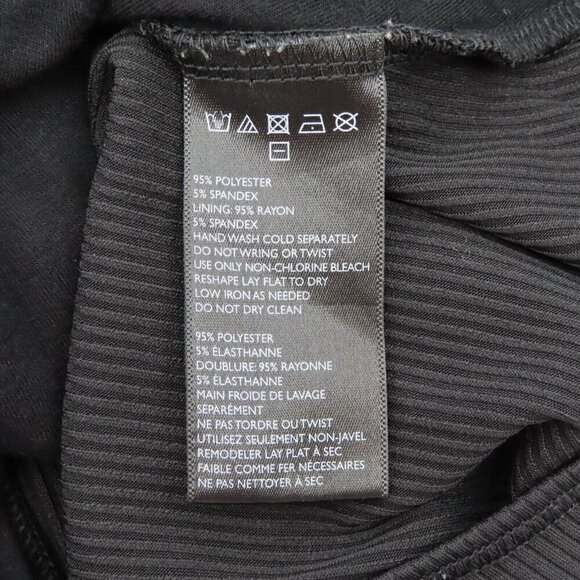 95% POLYESTER
5% SPANDEX
LINING: 95% RAYON
5% SPANDEX
HAND WASH COLD SEPARATELY
DO NOT WRING OR TWIST
USE ONLY NON-CHLORINE BLEACH
RESHAPE LAY FLAT TO DRY
LOW IRON AS NEEDED
DO NOT DRY CLEAN
95% POLYESTER
5% ÉLASTHANNE
DOUBLURE: 95% RAYONNE
5% ÉLASTHANNE
MAIN FROIDE DE LAVAGE
SÉPARÉMENT
NE PAS TORDRE OU TWIST
UTILISEZ SEULEMENT NON-JAVEL
REMODELER LAY PLAT À SEC
FAIBLE COMME FER NÉCESSAIRES
NE PAS NETTOYER À SEC